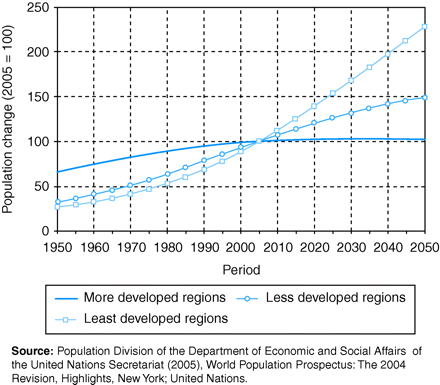 Population change (2005 = 100)
250
200
150
100
50
0
1950 1960 1970 1980 1990 2000 2010 2020 2030 2040 2050
Period
More developed regions
Less developed regions
Least developed regions
Source: Population Division of the Department of Economic and Social Affairs of
the United Nations Secretariat (2005), World Population Prospectus: The 2004
Revision, Highlights, New York; United Nations.